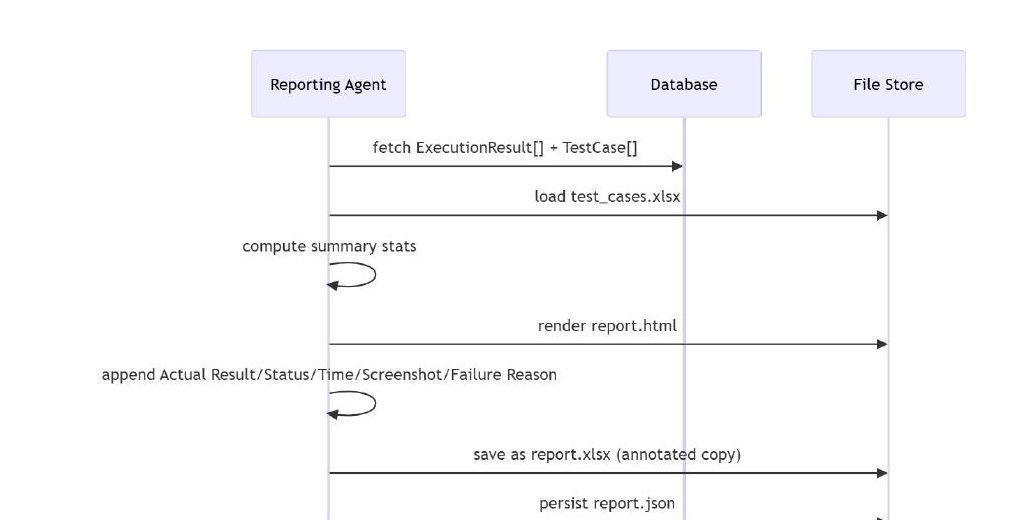 Reporting Agent
Database
File Store
fetch ExecutionResult[] + TestCase[]
load test_cases.xlsx
compute summary stats
render report.html
append Actual Result/Status/Time/Screenshot/Failure Reason
save as report.xlsx (annotated copy)
persist report.json